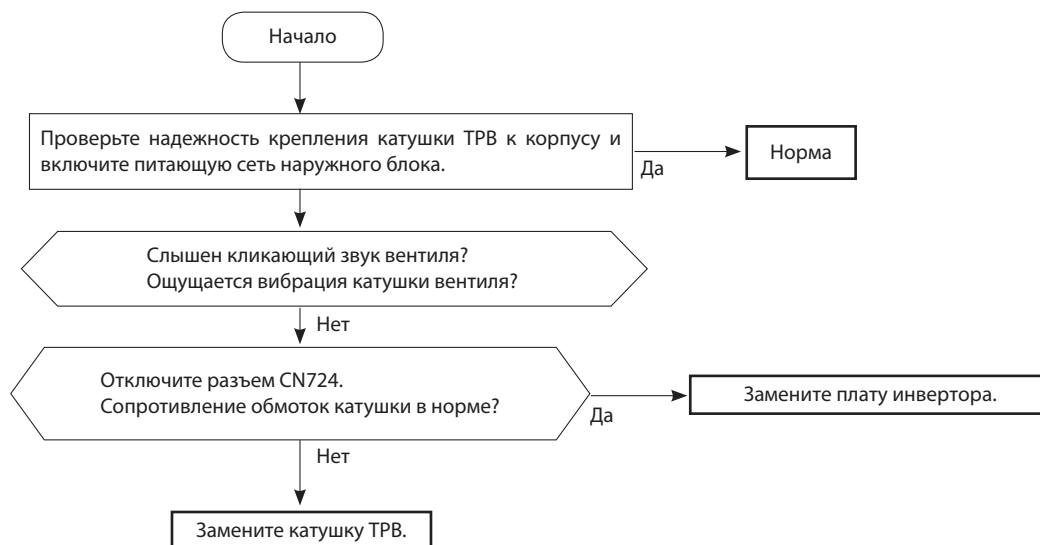 Начало
Проверьте надежность крепления катушки ТРВ к корпусу и
включите питающую сеть наружного блока.
Да
Норма
Слышен кликающий звук вентиля?
Ощущается вибрация катушки вентиля?
Нет
Отключите разъем CN724.
Сопротивление обмоток катушки в норме?
Да
Замените плату инвертора.
Нет
Замените катушку ТРВ.